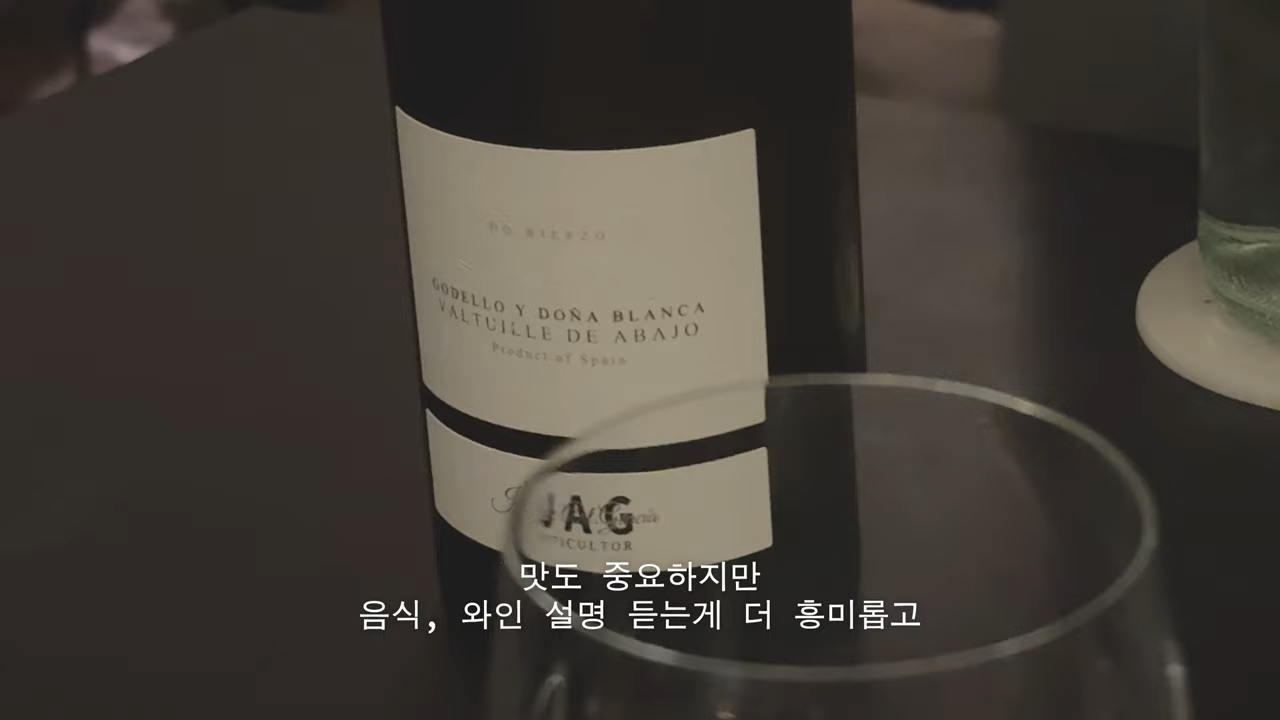 DO BIERZO
GODELLO Y DOÑA BLANCA
VALTUILLE DE ABAJO
Product of Spain
JAG
맛도 중요하지만
음식, 와인 설명 듣는게 더 흥미롭고